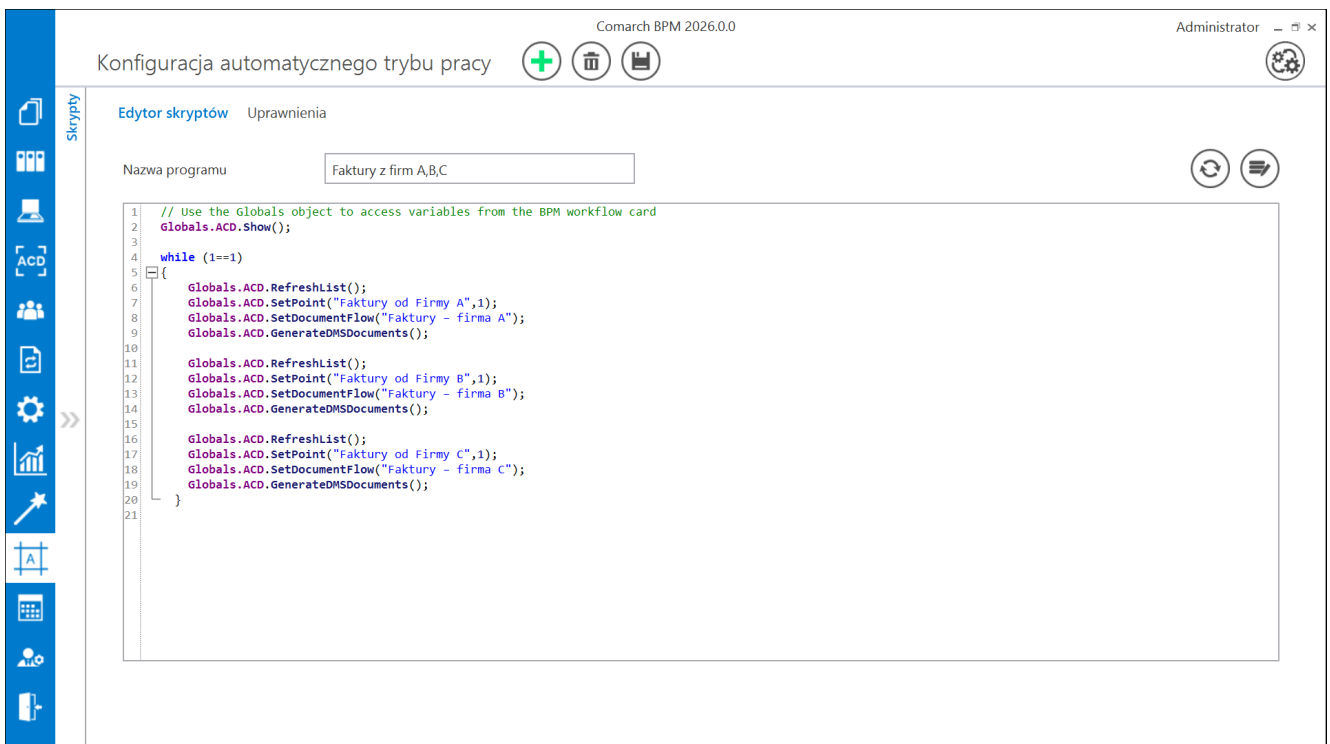 Comarch BPM 2026.0.0
Administrator
Konfiguracja automatycznego trybu pracy
Skrypty
Edytor skryptów Uprawnienia
Nazwa programu Faktury z firm A,B,C
ACD
A
1 // Use the Globals object to access variables from the BPM workflow card
2 Globals.ACD.Show();
3
4 while (1==1)
5 {
6 Globals.ACD.RefreshList();
7 Globals.ACD.SetPoint("Faktury od Firmy A",1);
8 Globals.ACD.SetDocumentFlow("Faktury – firma A");
9 Globals.ACD.GenerateDMSDocuments();
10
11 Globals.ACD.RefreshList();
12 Globals.ACD.SetPoint("Faktury od Firmy B",1);
13 Globals.ACD.SetDocumentFlow("Faktury – firma B");
14 Globals.ACD.GenerateDMSDocuments();
15
16 Globals.ACD.RefreshList();
17 Globals.ACD.SetPoint("Faktury od Firmy C",1);
18 Globals.ACD.SetDocumentFlow("Faktury – firma C");
19 Globals.ACD.GenerateDMSDocuments();
20 }
21